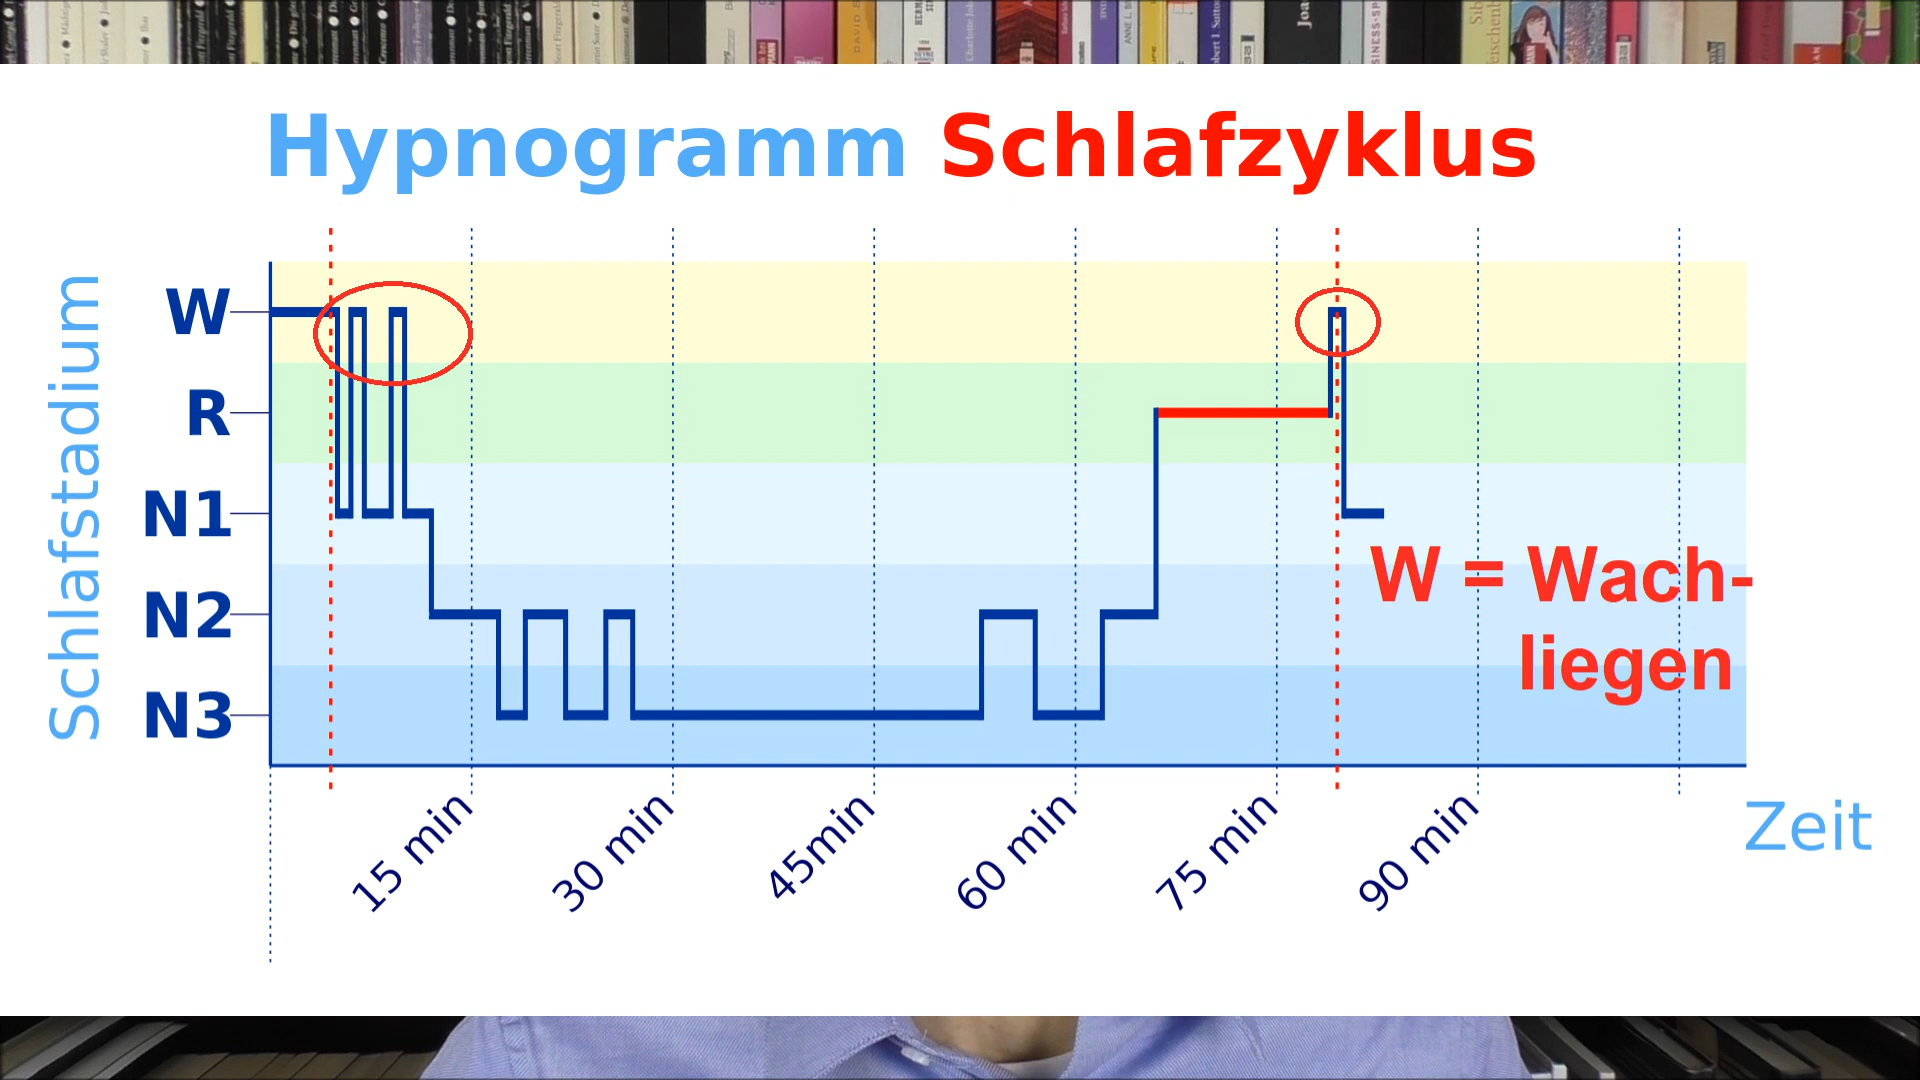 Hypnogramm Schlafzyklus
Schlafstadium
W
R
N1
N2
N3
W = Wach-
liegen
15 min
30 min
45min
60 min
75 min
90 min
Zeit